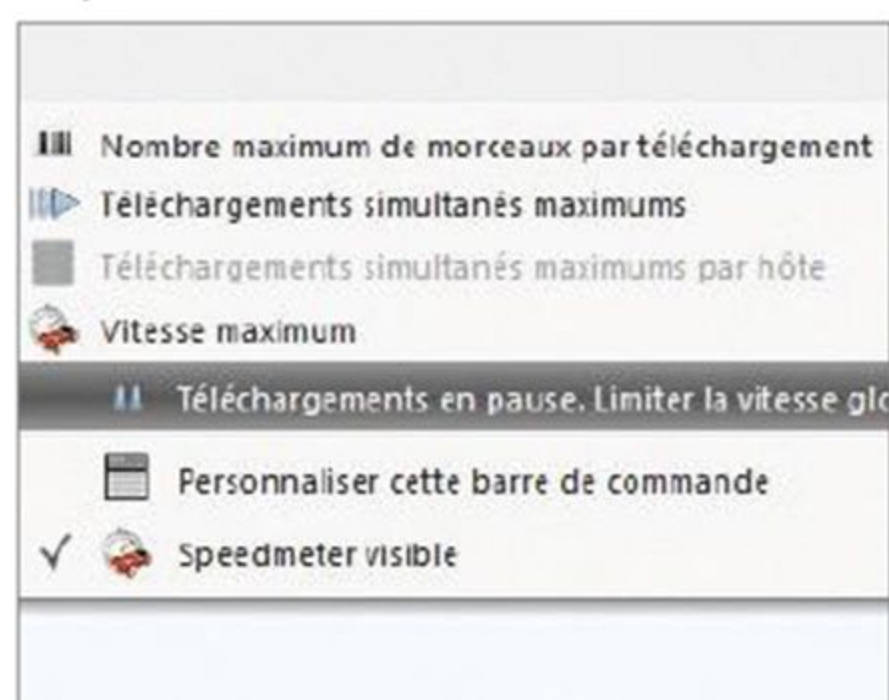 Nombre maximum de morceaux par téléchargement
Téléchargements simultanés maximums
Téléchargements simultanés maximums par hôte
Vitesse maximum
Téléchargements en pause. Limiter la vitesse
Personnaliser cette barre de commande
Speedmeter visible